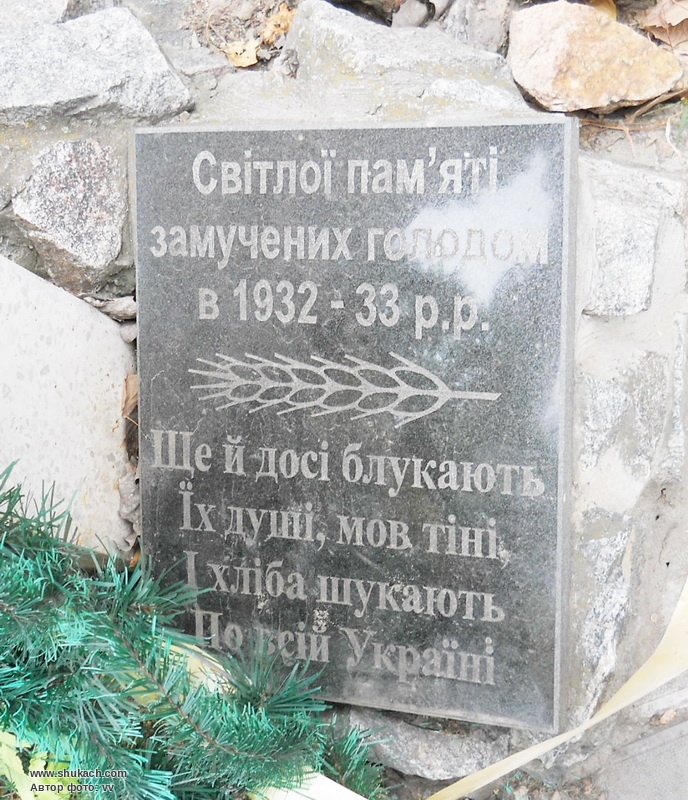 Світлої пам’яті
замучених голодом
в 1932 - 33 р.р.
Ще й досі блукають
Їх душі, мов тіні,
І хліба шукають
По всій Україні
www.shukach.com
Автор фото: vv